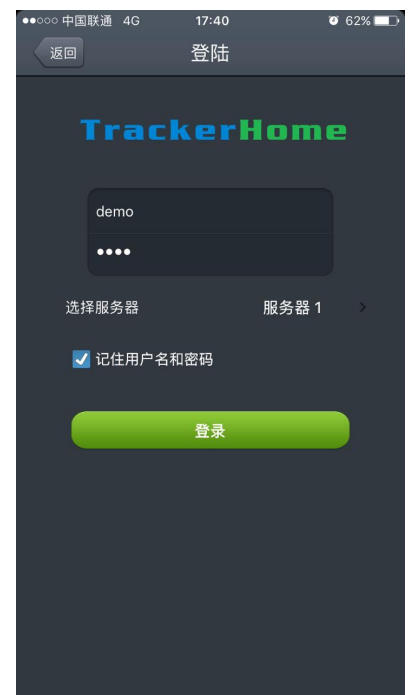 ●●○○○ 中国联通 4G 17:40 62%
返回 登陆
TrackerHome
demo
••••
选择服务器 服务器 1 >
记住用户名和密码
登录